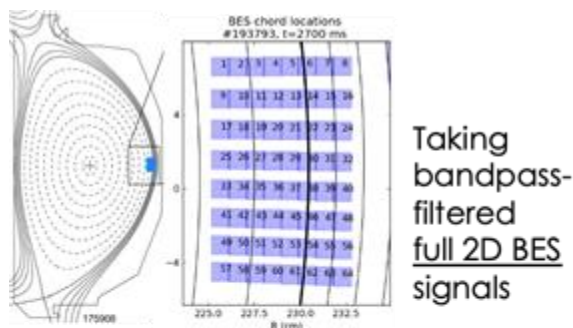 BES chord locations
#193793, t=2700 ms
1 2 3 4 5 6 7 8
9 10 11 12 13 14 15 16
17 18 19 20 21 22 23 24
25 26 27 28 29 30 31 32
33 34 35 36 37 38 39 40
41 42 43 44 45 46 47 48
49 50 51 52 53 54 55 56
57 58 59 60 61 62 63 64
4
0
225.0 227.5 230.0 232.5
R (cm)
175908
Taking
bandpass-
filtered
full 2D BES
signals